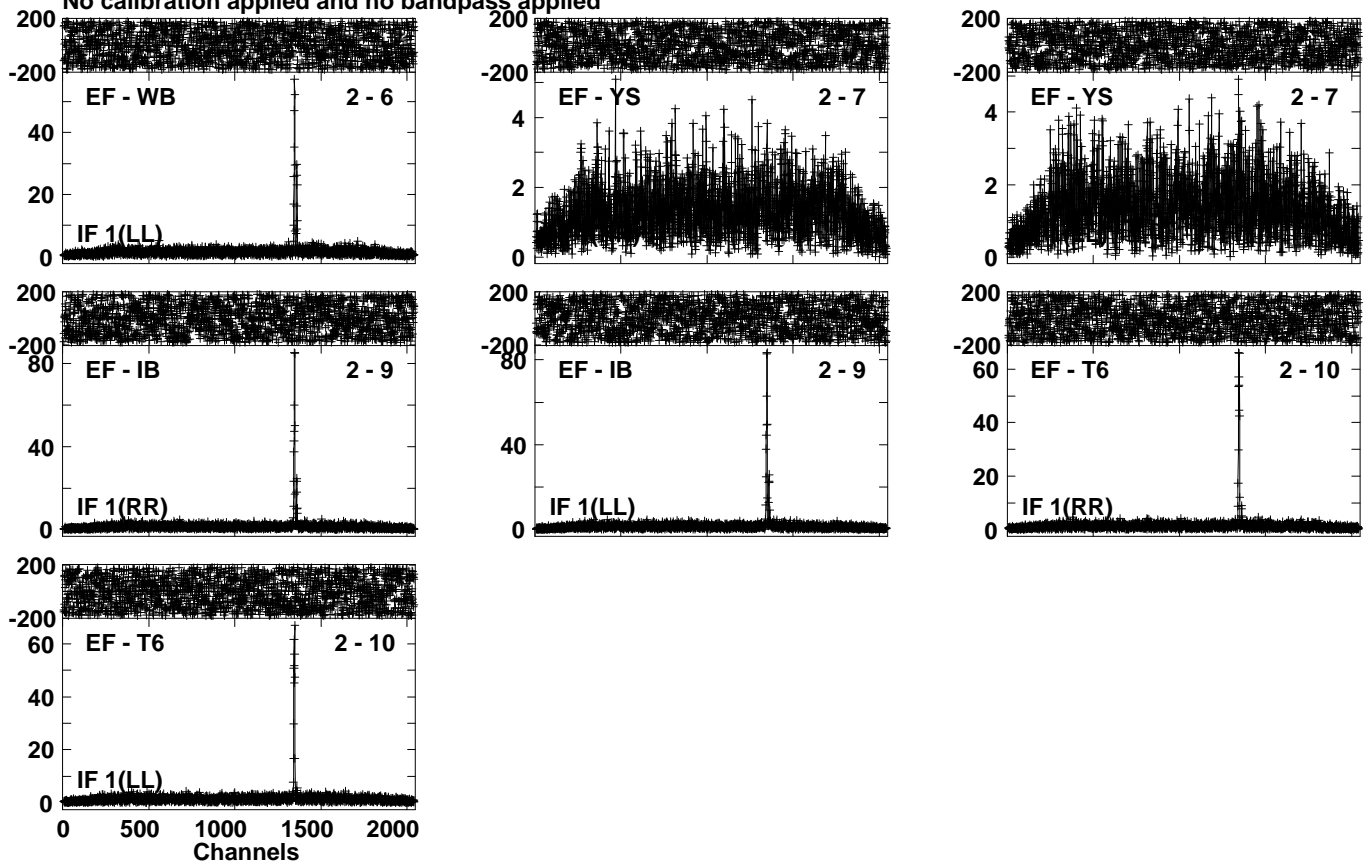 No calibration applied and no bandpass applied
200
-200
EF - WB 2 - 6
40
20
0
IF 1(LL)
200
-200
EF - YS 2 - 7
4
2
0
200
-200
EF - YS 2 - 7
4
2
0
200
-200
EF - IB 2 - 9
80
40
0
IF 1(RR)
200
-200
EF - IB 2 - 9
80
40
0
IF 1(LL)
200
-200
EF - T6 2 - 10
60
40
20
0
IF 1(RR)
200
-200
EF - T6 2 - 10
60
40
20
0
IF 1(LL)
0 500 1000 1500 2000
Channels